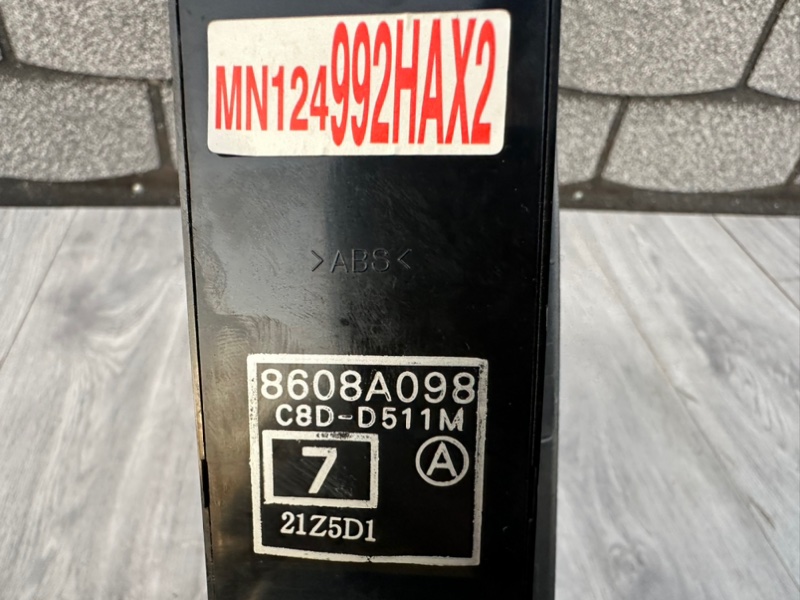 MN124992HAX2
>ABS<
8608A098
C8D-D511M
7
A
21Z5D1